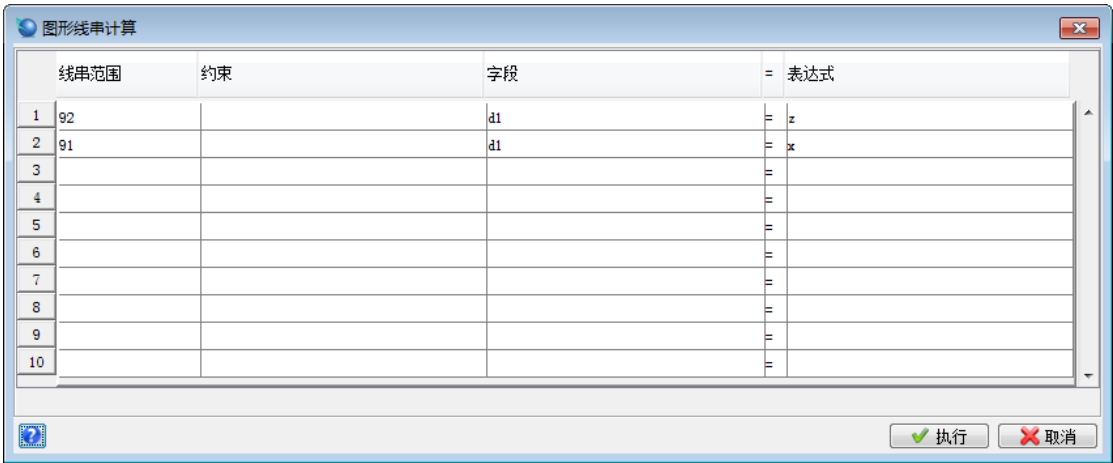 图形线串计算
线串范围 约束 字段 = 表达式
1 92 d1 = z
2 91 d1 = x
3 =
4 =
5 =
6 =
7 =
8 =
9 =
10 =
? 执行 取消